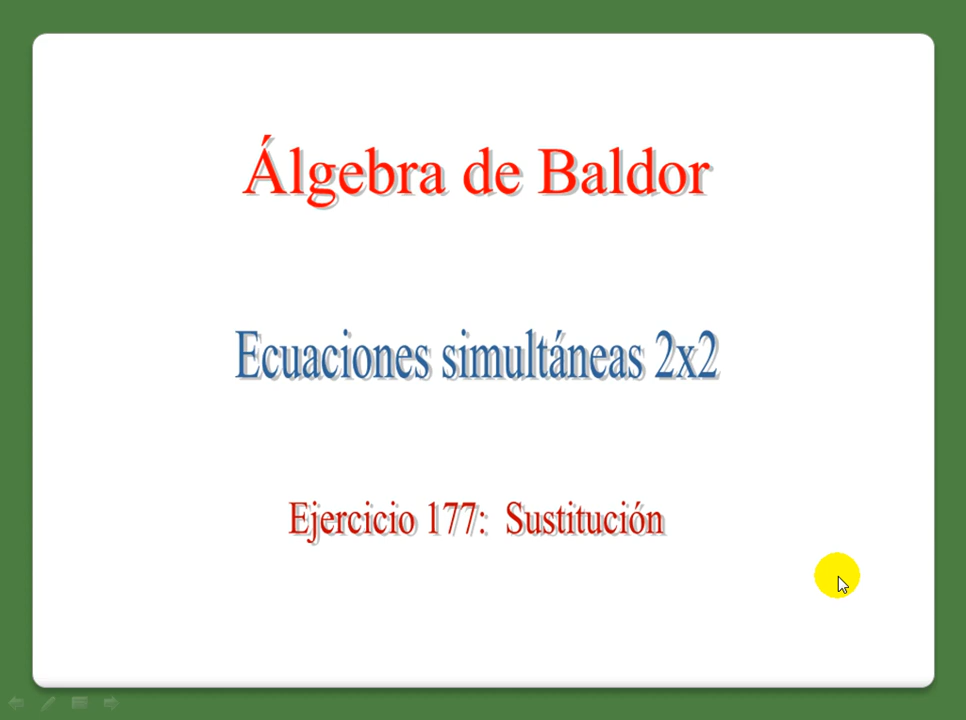 Álgebra de Baldor
Ecuaciones simultáneas 2x2
Ejercicio 177: Sustitución